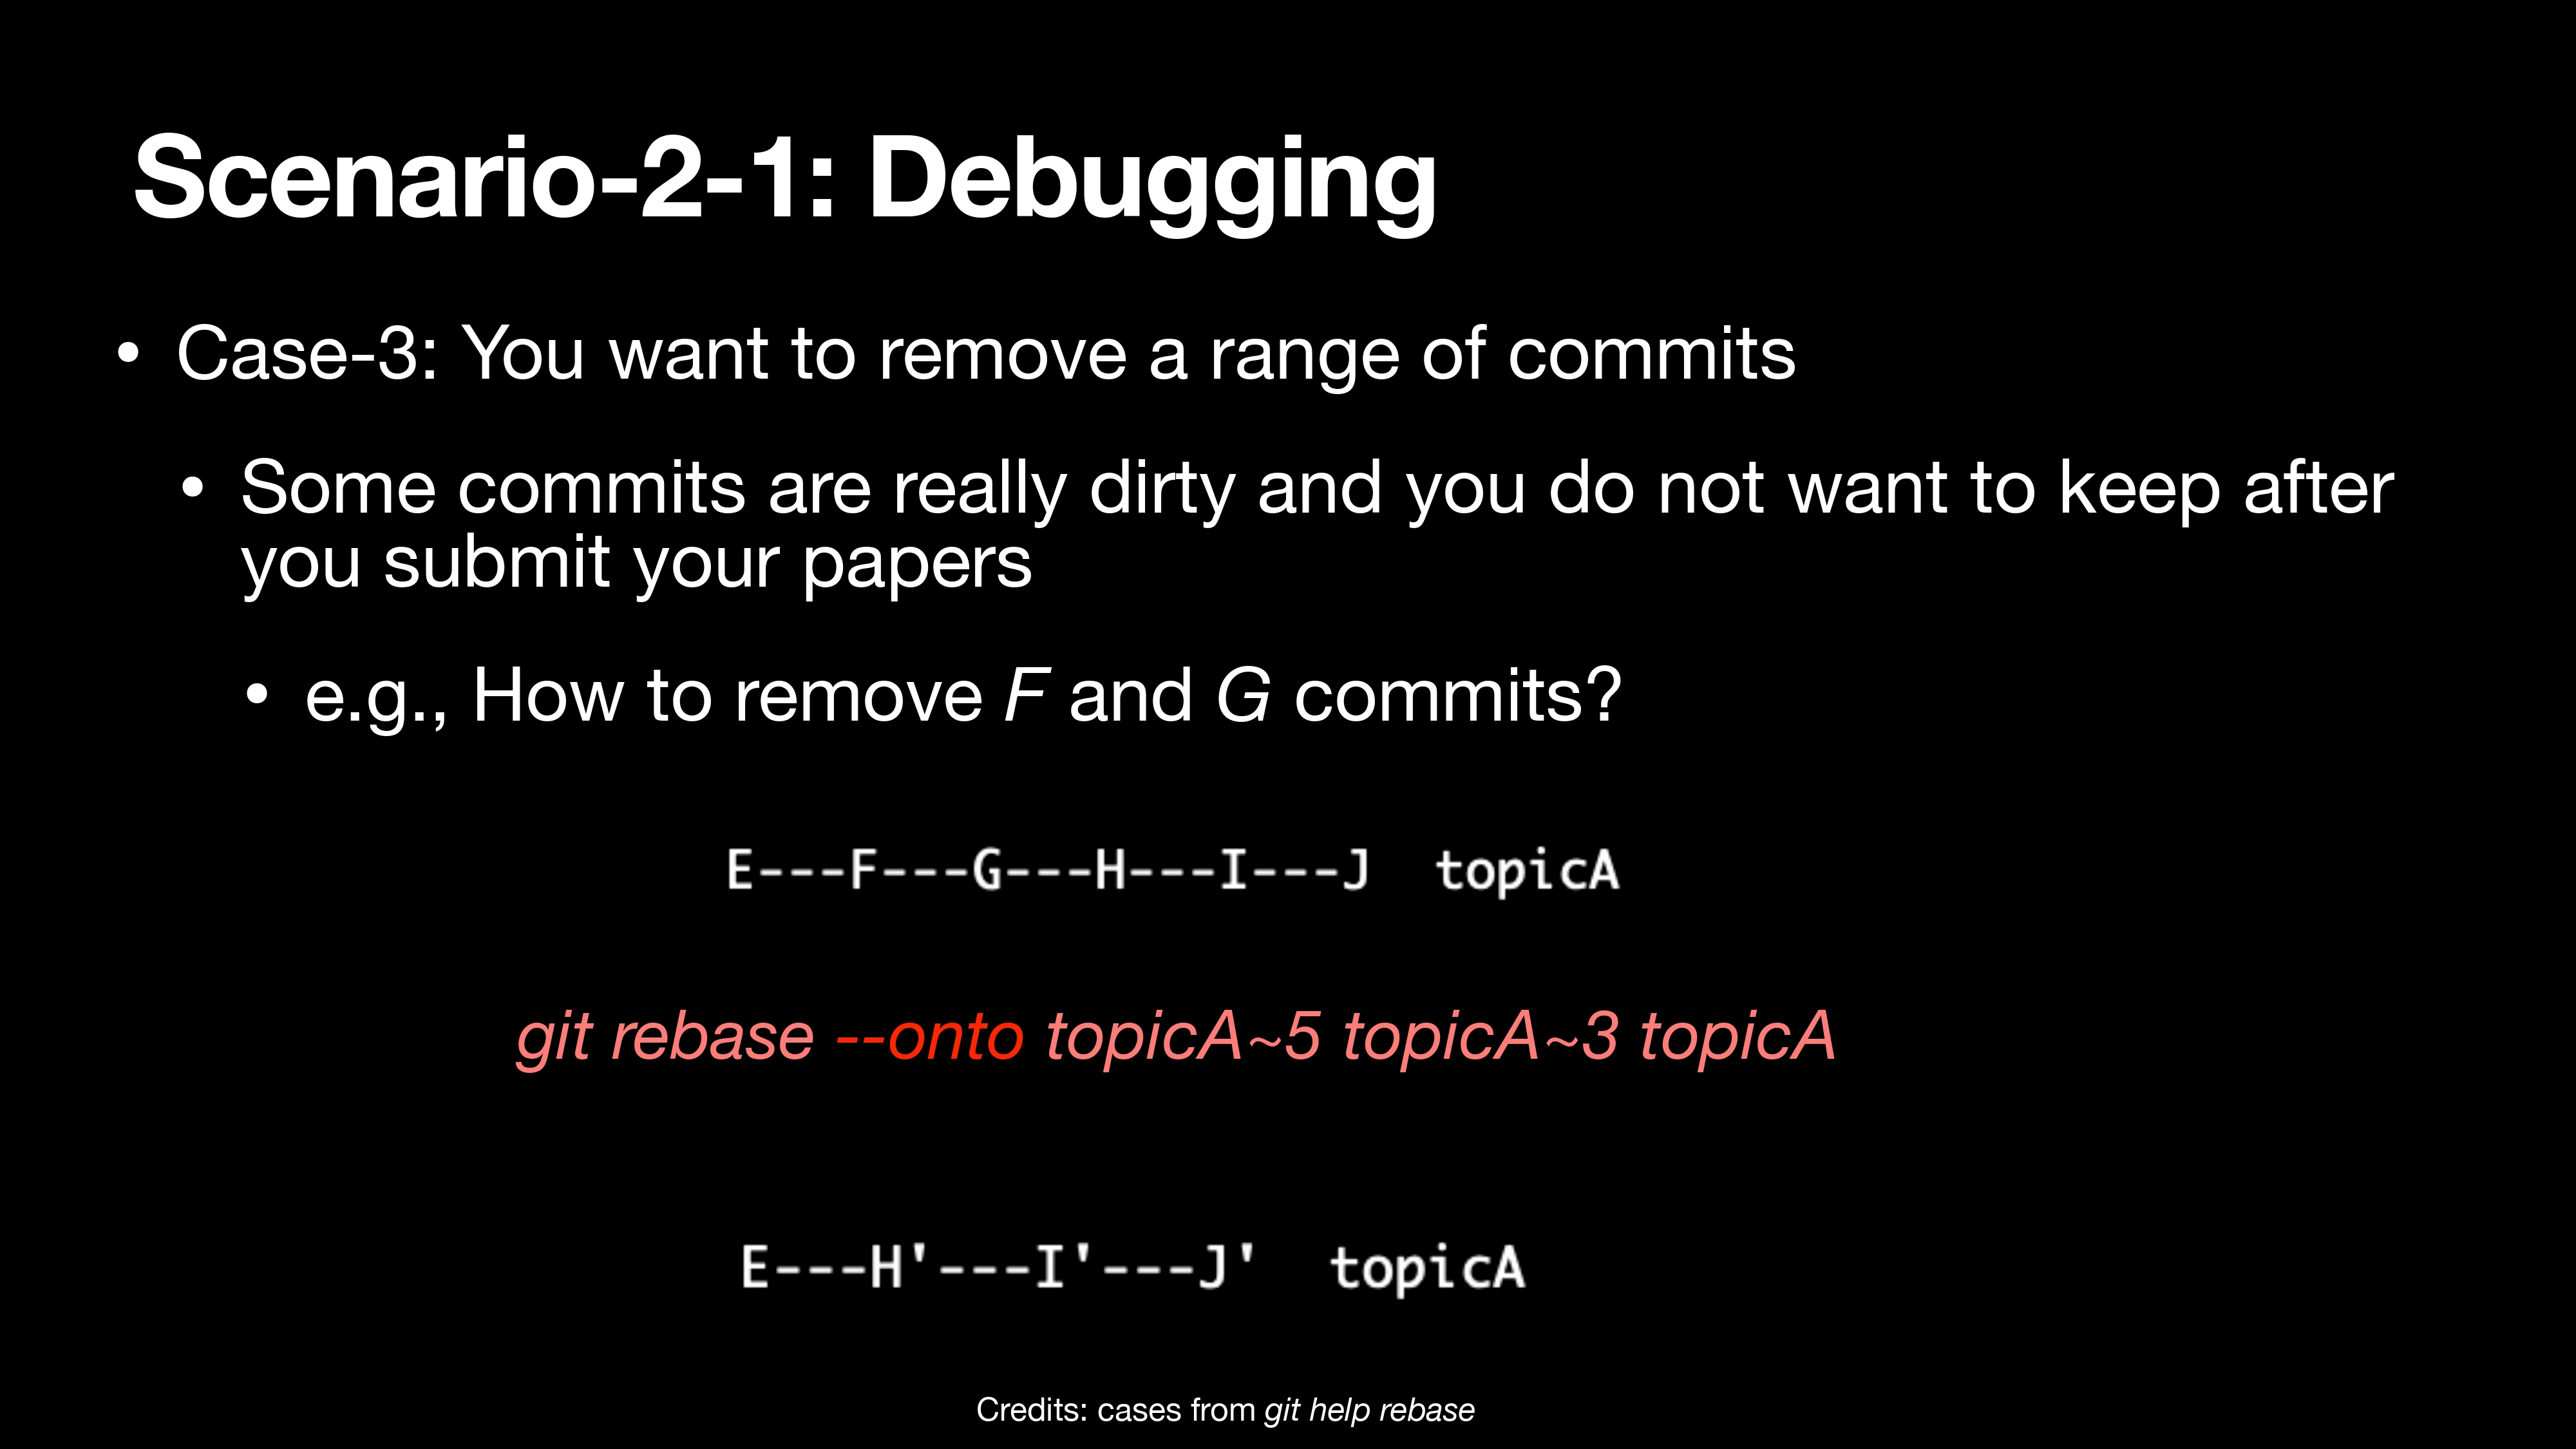 Scenario-2-1: Debugging
• Case-3: You want to remove a range of commits
• Some commits are really dirty and you do not want to keep after
you submit your papers
• e.g., How to remove F and G commits?
E---F---G---H---I---J  topicA
git rebase --onto topicA~5 topicA~3 topicA
E---H'---I'---J'  topicA
Credits: cases from git help rebase